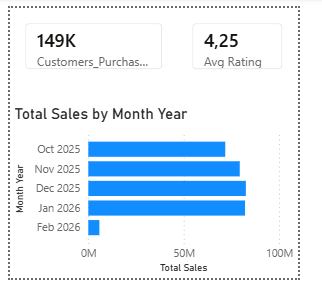 149K
Customers_Purchas...
4,25
Avg Rating
Total Sales by Month Year
Month Year
Oct 2025
Nov 2025
Dec 2025
Jan 2026
Feb 2026
0M 50M 100M
Total Sales